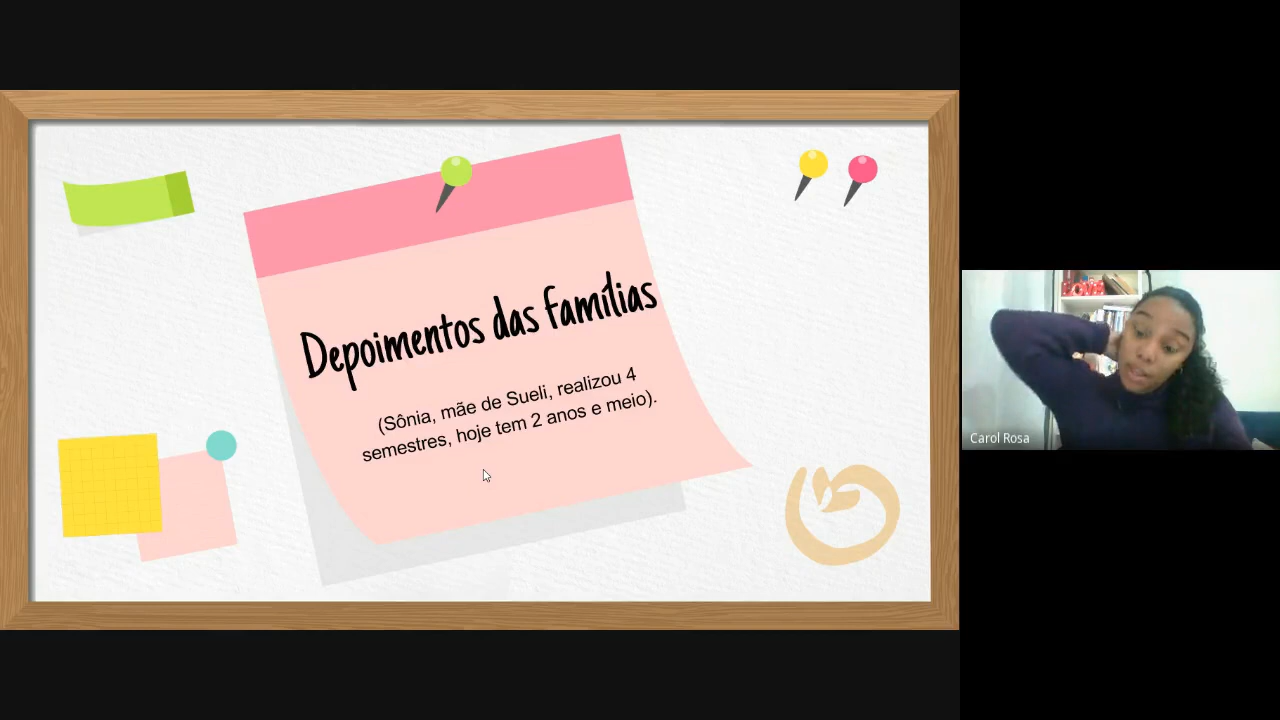 Depoimentos das famílias
(Sônia, mãe de Sueli, realizou 4
semestres, hoje tem 2 anos e meio).
Carol Rosa